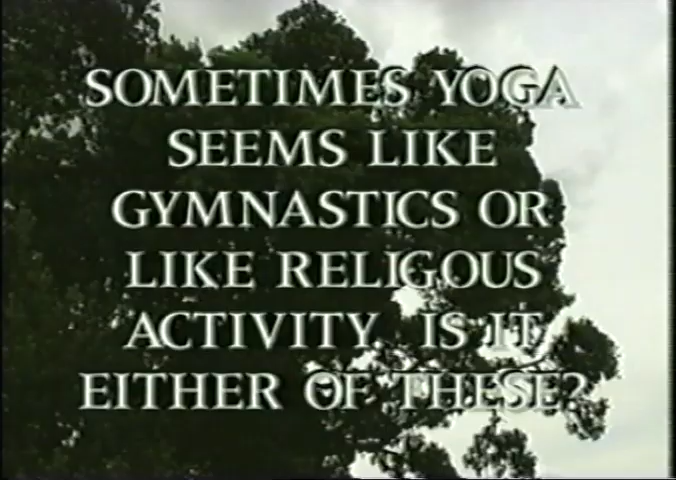 SOMETIMES YOGA
SEEMS LIKE
GYMNASTICS OR
LIKE RELIGOUS
ACTIVITY. IS IT
EITHER OF THESE?